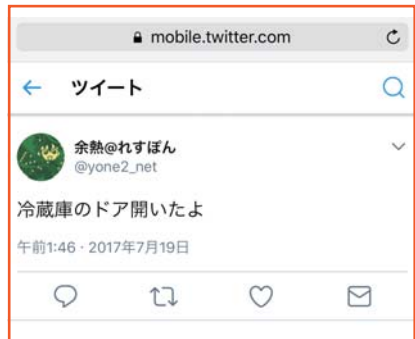 mobile.twitter.com
ツイート
余熱@れすぽん
@yone2_net
冷蔵庫のドア開いたよ
午前1:46 · 2017年7月19日